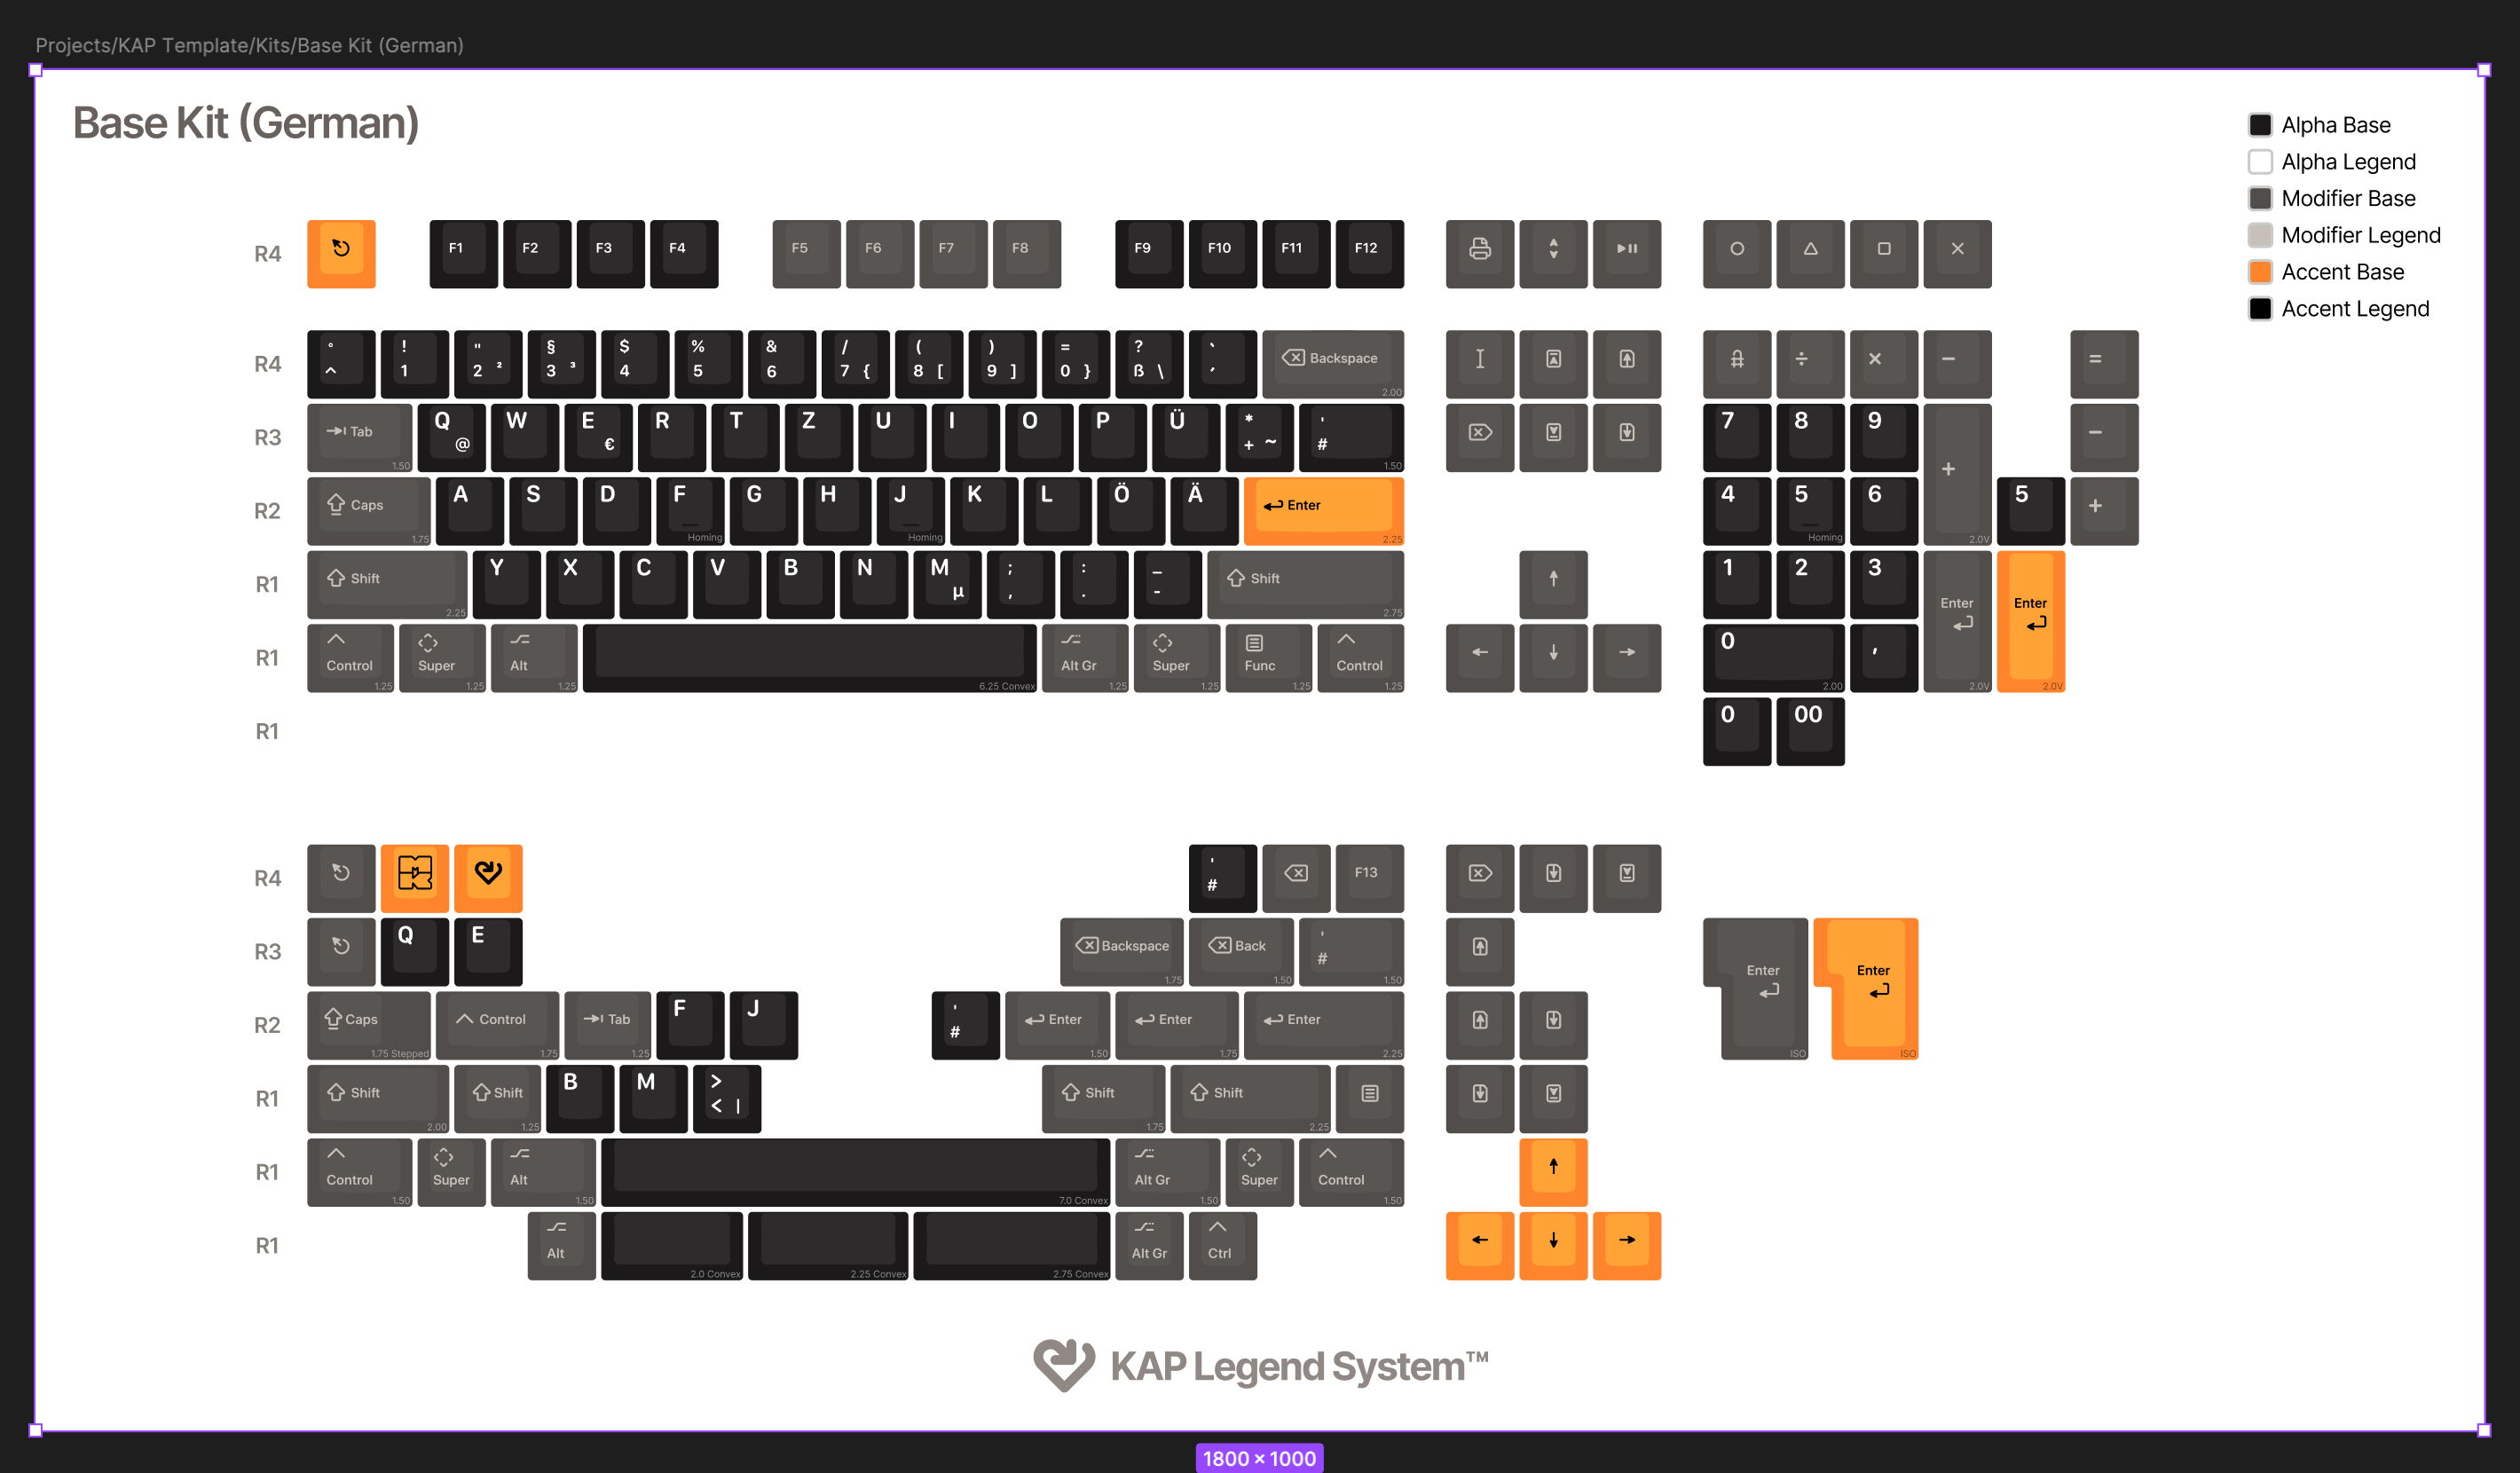 Projects/KAP Template/Kits/Base Kit (German)
Base Kit (German)
Alpha Base
Alpha Legend
Modifier Base
Modifier Legend
Accent Base
Accent Legend
R4 F1 F2 F3 F4 F5 F6 F7 F8 F9 F10 F11 F12
R4 ° ^ ! 1 " 2 ² § 3 ³ $ 4 % 5 & 6 / 7 { ( 8 [ ) 9 ] = 0 } ? ß \ ` ´ Backspace 2.00 ÷ × − =
R3 Tab 1.50 Q @ W E € R T Z U I O P Ü * + ~ ' # 1.50 7 8 9 + 2.0V −
R2 Caps 1.75 A S D F Homing G H J Homing K L Ö Ä Enter 2.25 4 5 Homing 6 5 +
R1 Shift 2.25 Y X C V B N M µ ; , : . _ - Shift 2.75 1 2 3 Enter 2.0V Enter 2.0V
R1 Control 1.25 Super 1.25 Alt 1.25 6.25 Convex Alt Gr 1.25 Super 1.25 Func 1.25 Control 1.25 0 2.00 ,
R1 0 00
R4 ' # F13
R3 Q E Backspace 1.75 Back 1.50 ' # 1.50 Enter ISO Enter ISO
R2 Caps 1.75 Stepped Control 1.75 Tab 1.25 F J ' # Enter 1.50 Enter 1.75 Enter 2.25
R1 Shift 2.00 Shift 1.25 B M > < | Shift 1.75 Shift 2.25
R1 Control 1.50 Super Alt 1.50 7.0 Convex Alt Gr 1.50 Super Control 1.50
R1 Alt 2.0 Convex 2.25 Convex 2.75 Convex Alt Gr Ctrl
KAP Legend System™
1800 × 1000